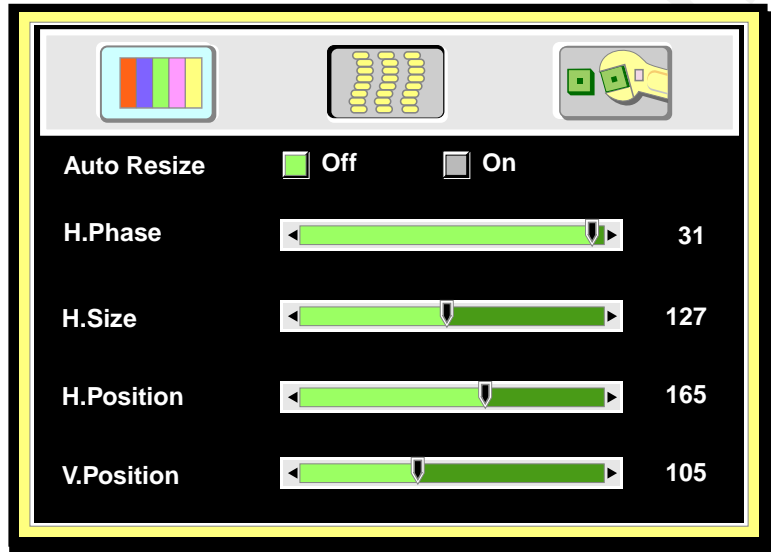 Auto Resize Off On
H.Phase 31
H.Size 127
H.Position 165
V.Position 105